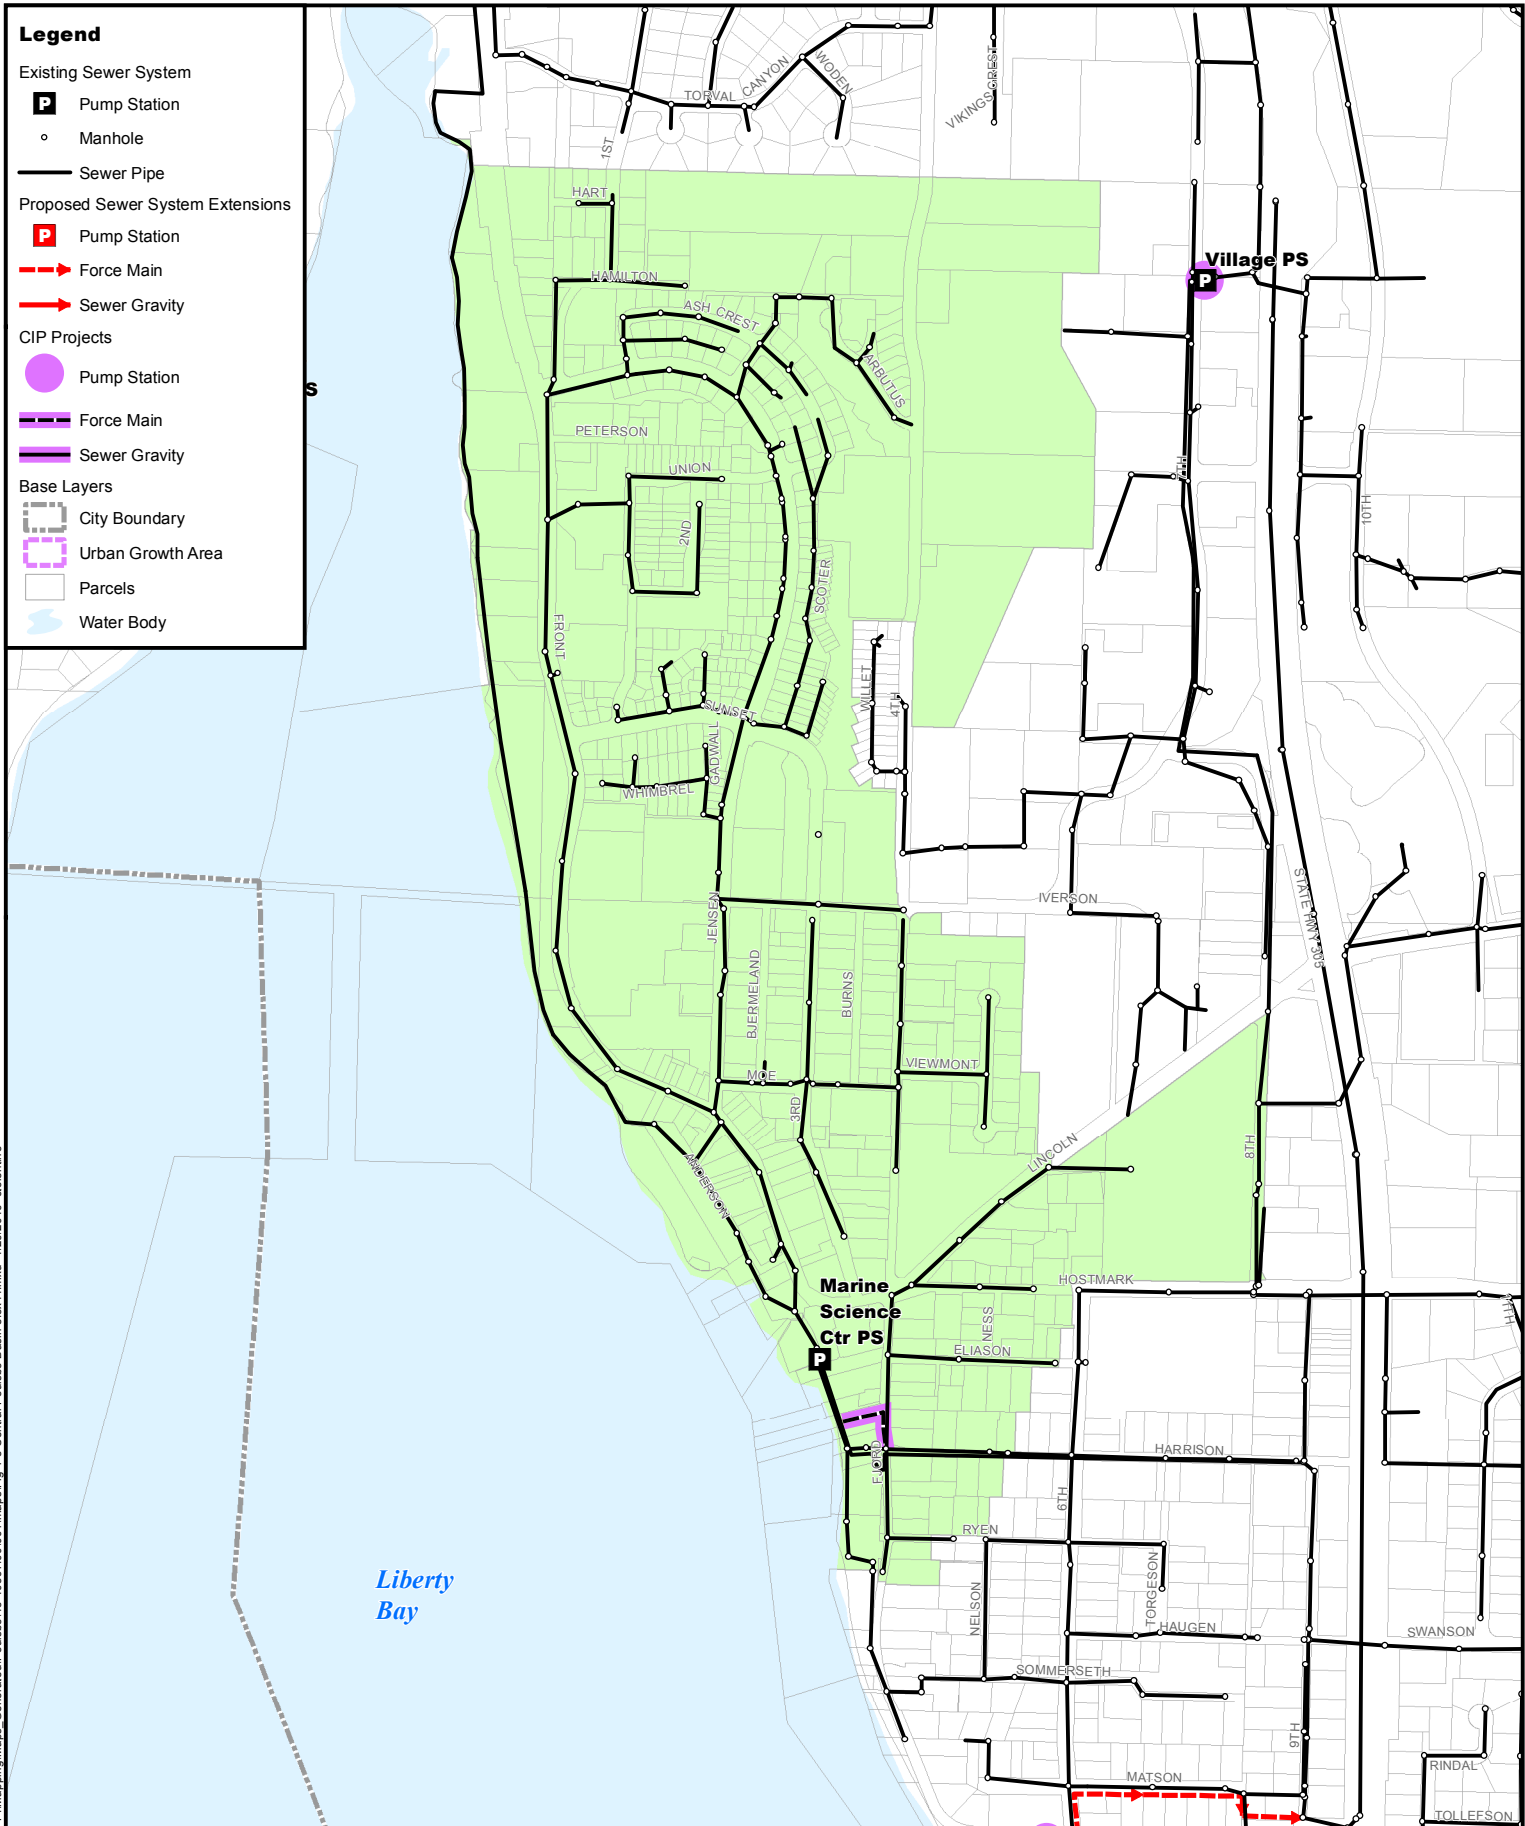 Legend
Existing Sewer System
P Pump Station
Manhole
Sewer Pipe
Proposed Sewer System Extensions
P Pump Station
Force Main
Sewer Gravity
CIP Projects
Pump Station
Force Main
Sewer Gravity
Base Layers
City Boundary
Urban Growth Area
Parcels
Water Body
S
TORVAL
CANYON
WODEN
VIKINGS CREST
1ST
HART
HAMILTON
ASH CREST
ARBUTUS
Village PS
P
PETERSON
UNION
2ND
7TH
10TH
SCOTER
FRONT
WILLET
4TH
SUNSET
GADWALL
WHIMBREL
IVERSON
STATE HWY 305
JENSEN
BJERMELAND
BURNS
MOE
VIEWMONT
3RD
LINCOLN
8TH
ANDERSON
HOSTMARK
Marine
Science
Ctr PS
P
NESS
ELIASON
11TH
HARRISON
FJORD
6TH
RYEN
TORGESON
NELSON
HAUGEN
SWANSON
SOMMERSETH
Liberty
Bay
9TH
MATSON
RINDAL
TOLLEFSON